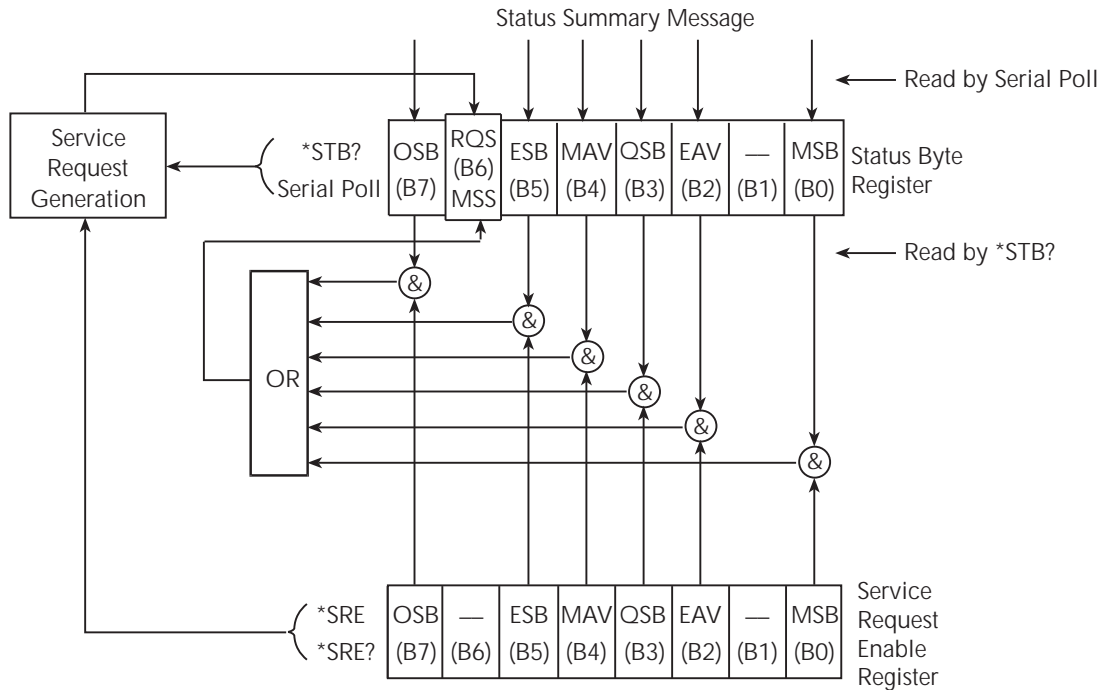 Status Summary Message
Read by Serial Poll
Service
Request
Generation
*STB?
Serial Poll
OSB
(B7)
RQS
(B6)
MSS
ESB
(B5)
MAV
(B4)
QSB
(B3)
EAV
(B2)
—
(B1)
MSB
(B0)
Status Byte
Register
Read by *STB?
&
&
&
&
&
&
OR
*SRE
*SRE?
OSB
(B7)
—
(B6)
ESB
(B5)
MAV
(B4)
QSB
(B3)
EAV
(B2)
—
(B1)
MSB
(B0)
Service
Request
Enable
Register